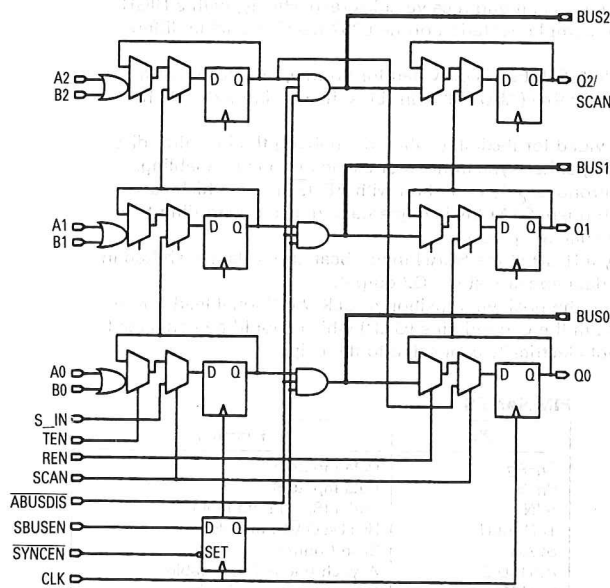 BUS2
A2
B2
D Q
D Q
Q2/
SCAN
BUS1
A1
B1
D Q
D Q
Q1
BUS0
A0
B0
D Q
D Q
Q0
S_IN
TEN
REN
SCAN
ABUSDIS
SBUSEN
D Q
SYNCEN
SET
CLK